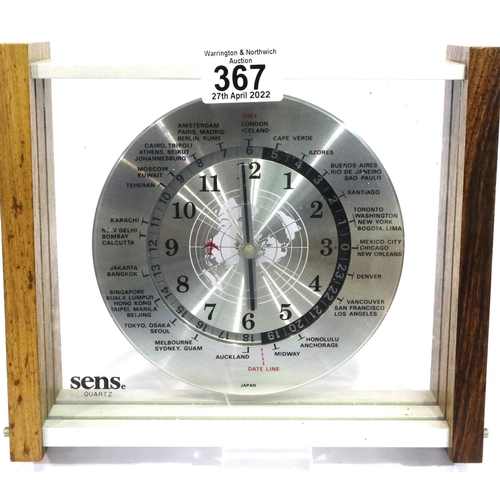 Warrington & Northwich
Auction
367
27th April 2022
GMT
LONDON
ICELAND
CAPE VERDE
AZORES
BUENOS AIRES
RIO DE JANEIRO
SAO PAULO
SANTIAGO
TORONTO
WASHINGTON
NEW YORK
BOGOTA, LIMA
MEXICO CITY
CHICAGO
NEW ORLEANS
DENVER
VANCOUVER
SAN FRANCISCO
LOS ANGELES
HONOLULU
ANCHORAGE
MIDWAY
DATE LINE
AUCKLAND
MELBOURNE
SYDNEY, GUAM
TOKYO, OSAKA
SEOUL
SINGAPORE
KUALA LUMPUR
HONG KONG
TAIPEI, MANILA
BEIJING
JAKARTA
BANGKOK
NEW DELHI
BOMBAY
CALCUTTA
KARACHI
TEHERAN
MOSCOW
KUWAIT
CAIRO, TRIPOLI
ATHENS, BEIRUT
JOHANNESBURG
AMSTERDAM
PARIS, MADRID
BERLIN, ROME
11
10
9
8
7
6
5
4
3
2
1
sens
QUARTZ
JAPAN